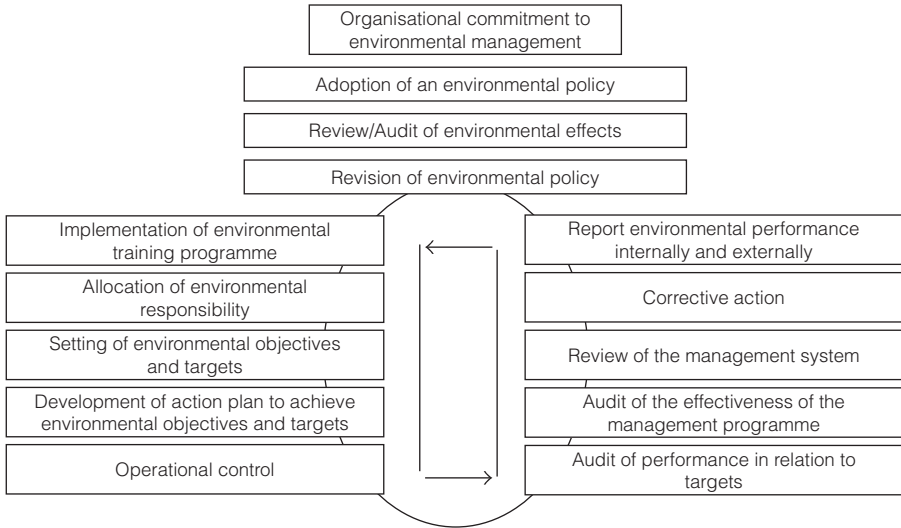 Organisational commitment to
environmental management
Adoption of an environmental policy
Review/Audit of environmental effects
Revision of environmental policy
Implementation of environmental
training programme
Allocation of environmental
responsibility
Setting of environmental objectives
and targets
Development of action plan to achieve
environmental objectives and targets
Operational control
Report environmental performance
internally and externally
Corrective action
Review of the management system
Audit of the effectiveness of the
management programme
Audit of performance in relation to
targets